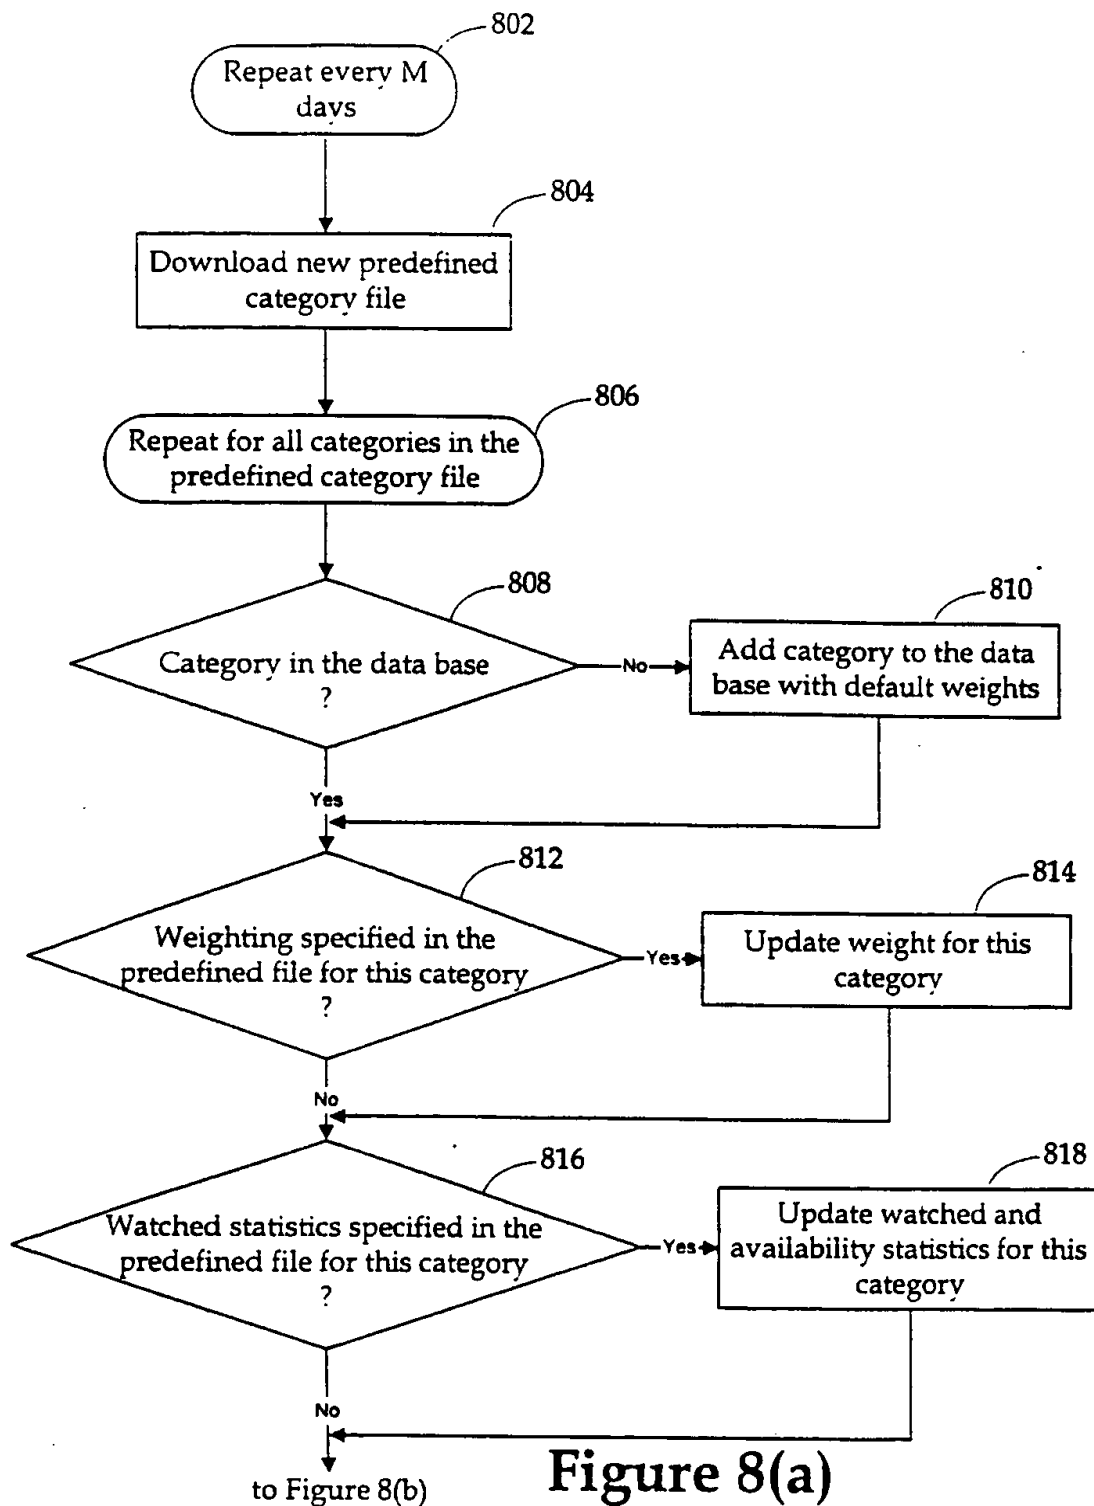 802
Repeat every M
days
804
Download new predefined
category file
806
Repeat for all categories in the
predefined category file
808
Category in the data base
?
No
810
Add category to the data
base with default weights
Yes
812
Weighting specified in the
predefined file for this category
?
Yes
814
Update weight for this
category
No
816
Watched statistics specified in the
predefined file for this category
?
Yes
818
Update watched and
availability statistics for this
category
No
to Figure 8(b)
Figure 8(a)